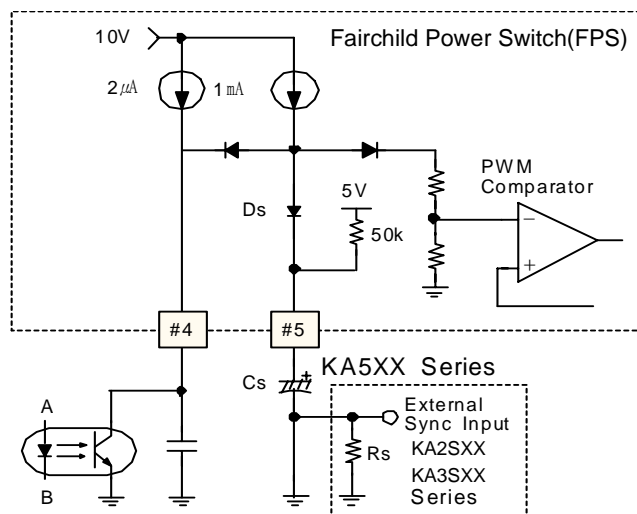 Fairchild Power Switch(FPS)
10V
2㎂
1㎃
PWM
Comparator
5V
Ds
50k
−
+
#4
#5
KA5XX Series
Cs
+
A
External
Sync Input
Rs
KA2SXX
KA3SXX
Series
B